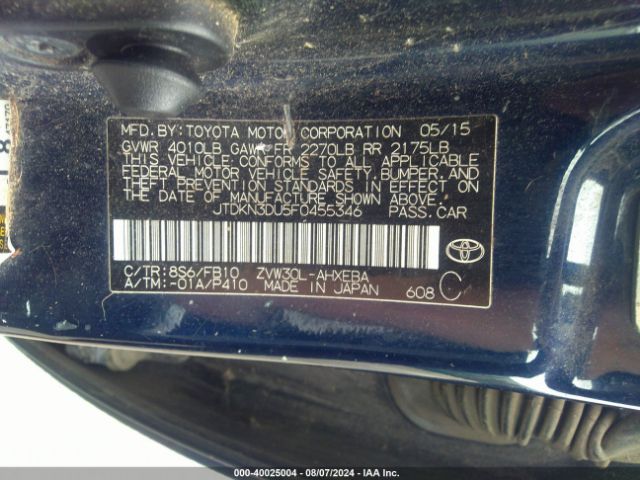 MFD.BY:TOYOTA MOTOR CORPORATION 05/15
GVWR 4010LB GAWR FR 2270LB RR 2175LB
THIS VEHICLE CONFORMS TO ALL APPLICABLE
FEDERAL MOTOR VEHICLE SAFETY, BUMPER, AND
THEFT PREVENTION STANDARDS IN EFFECT ON
THE DATE OF MANUFACTURE SHOWN ABOVE.
JTDKN3DU5F0455346 PASS.CAR
C/TR:8S6/FB10 ZVW30L-AHXEBA
A/TM:-01A/P410 MADE IN JAPAN 608 C
000-40025004 - 08/07/2024 - IAAI.COM